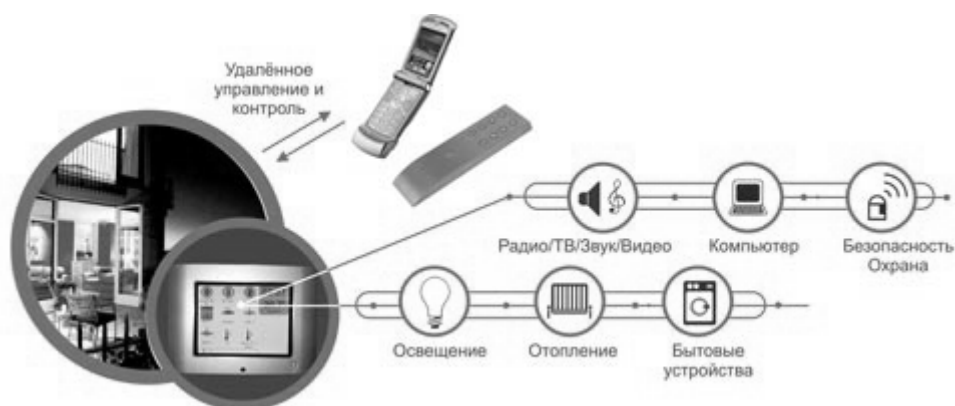 Удалённое
управление и
контроль
Радио/ТВ/Звук/Видео
Компьютер
Безопасность
Охрана
Освещение
Отопление
Бытовые
устройства